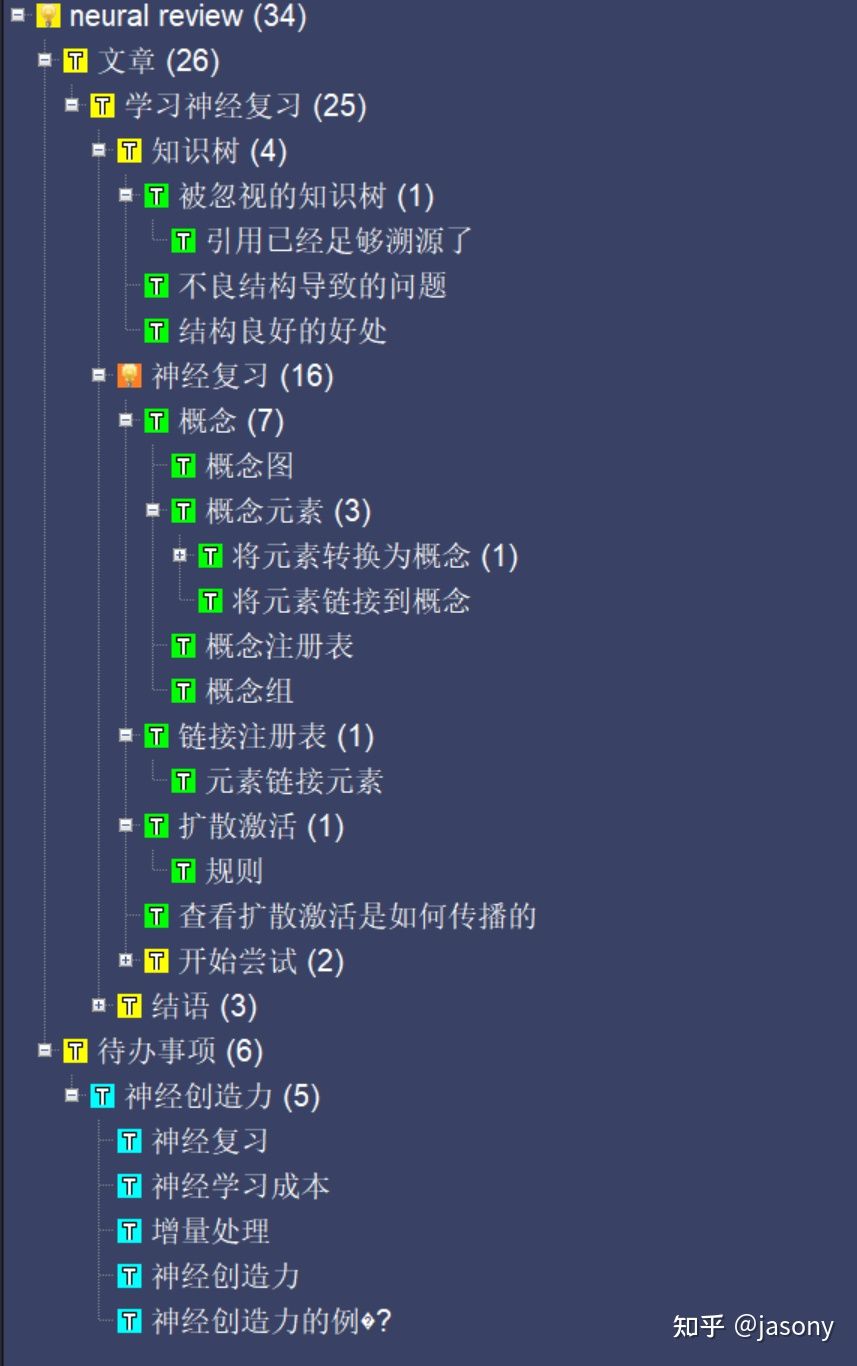 neural review (34)
文章 (26)
学习神经复习 (25)
知识树 (4)
被忽视的知识树 (1)
引用已经足够溯源了
不良结构导致的问题
结构良好的好处
神经复习 (16)
概念 (7)
概念图
概念元素 (3)
将元素转换为概念 (1)
将元素链接到概念
概念注册表
概念组
链接注册表 (1)
元素链接元素
扩散激活 (1)
规则
查看扩散激活是如何传播的
开始尝试 (2)
结语 (3)
待办事项 (6)
神经创造力 (5)
神经复习
神经学习成本
增量处理
神经创造力
神经创造力的例�?
知乎 @jasony